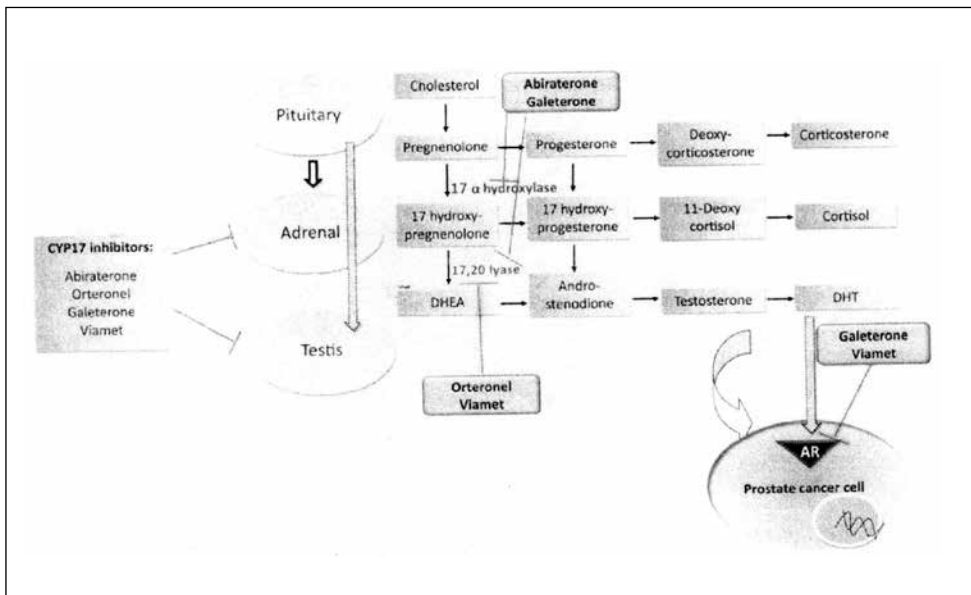 Pituitary
Adrenal
Testis
CYP17 inhibitors:
Abiraterone
Orteronel
Galeterone
Viamet
Cholesterol
Abiraterone
Galeterone
Pregnenolone
Progesterone
Deoxy-
corticosterone
Corticosterone
17 α hydroxylase
17 hydroxy-
pregnenolone
17 hydroxy-
progesterone
11-Deoxy
cortisol
Cortisol
17,20 lyase
DHEA
Andro-
stenodione
Testosterone
DHT
Orteronel
Viamet
Galeterone
Viamet
AR
Prostate cancer cell